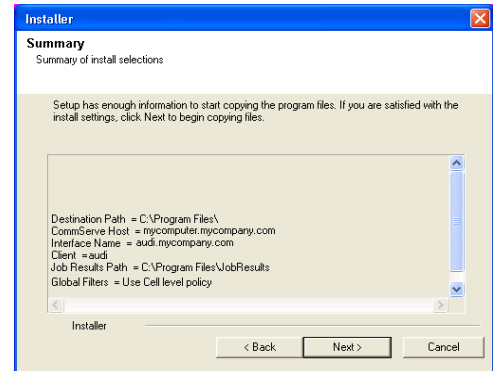 Installer
Summary
Summary of install selections
Setup has enough information to start copying the program files. If you are satisfied with the
install settings, click Next to begin copying files.
Destination Path = C:\Program Files\
CommServe Host = mycomputer.mycompany.com
Interface Name = audi.mycompany.com
Client =audi
Job Results Path = C:\Program Files\JobResults
Global Filters = Use Cell level policy
Installer
< Back
Next >
Cancel